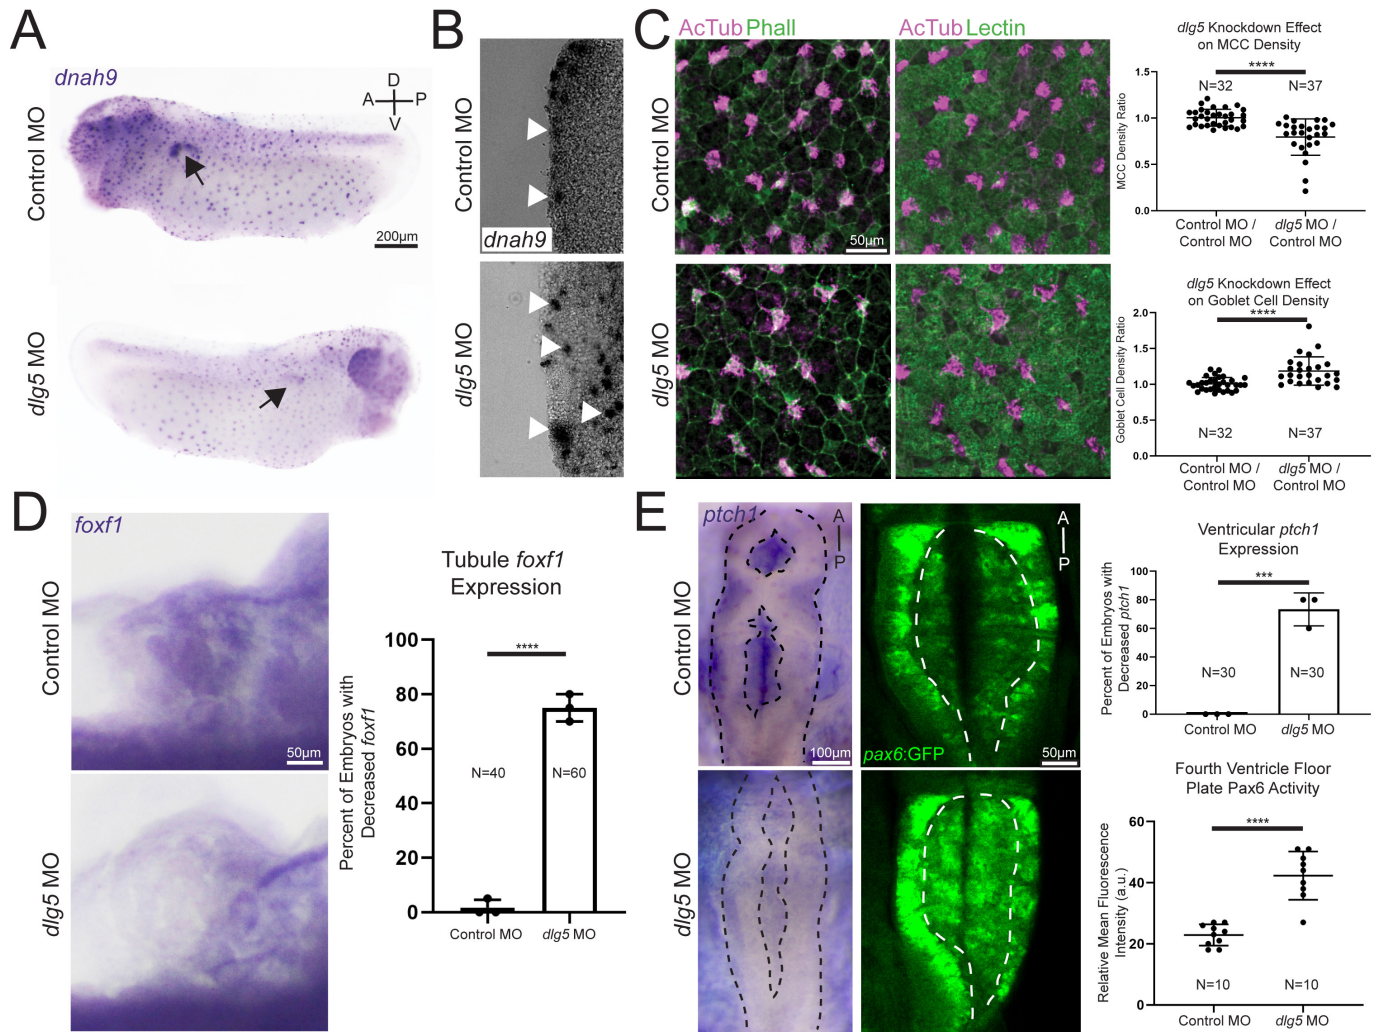 A
dnah9
Control MO
D
A
P
V
200µm
dlg5 MO
B
Control MO
dnah9
dlg5 MO
C
AcTub Phall
AcTub Lectin
Control MO
50µm
dlg5 MO
dlg5 Knockdown Effect
on MCC Density
****
N=32
N=37
MCC Density Ratio
1.5
1.0
0.5
0.0
Control MO /
Control MO
dlg5 MO /
Control MO
dlg5 Knockdown Effect
on Goblet Cell Density
****
Goblet Cell Density Ratio
2.0
1.5
1.0
0.5
0.0
N=32
N=37
Control MO /
Control MO
dlg5 MO /
Control MO
D
foxf1
Control MO
50µm
dlg5 MO
Tubule foxf1
Expression
****
Percent of Embryos with
Decreased foxf1
100
80
60
40
20
0
N=40
N=60
Control MO
dlg5 MO
E
ptch1
A
P
Control MO
100µm
A
P
pax6:GFP
50µm
dlg5 MO
Ventricular ptch1
Expression
***
Percent of Embryos with
Decreased ptch1
100
80
60
40
20
0
N=30
N=30
Control MO
dlg5 MO
Fourth Ventricle Floor
Plate Pax6 Activity
****
Relative Mean Fluorescence
Intensity (a.u.)
60
40
20
0
N=10
N=10
Control MO
dlg5 MO